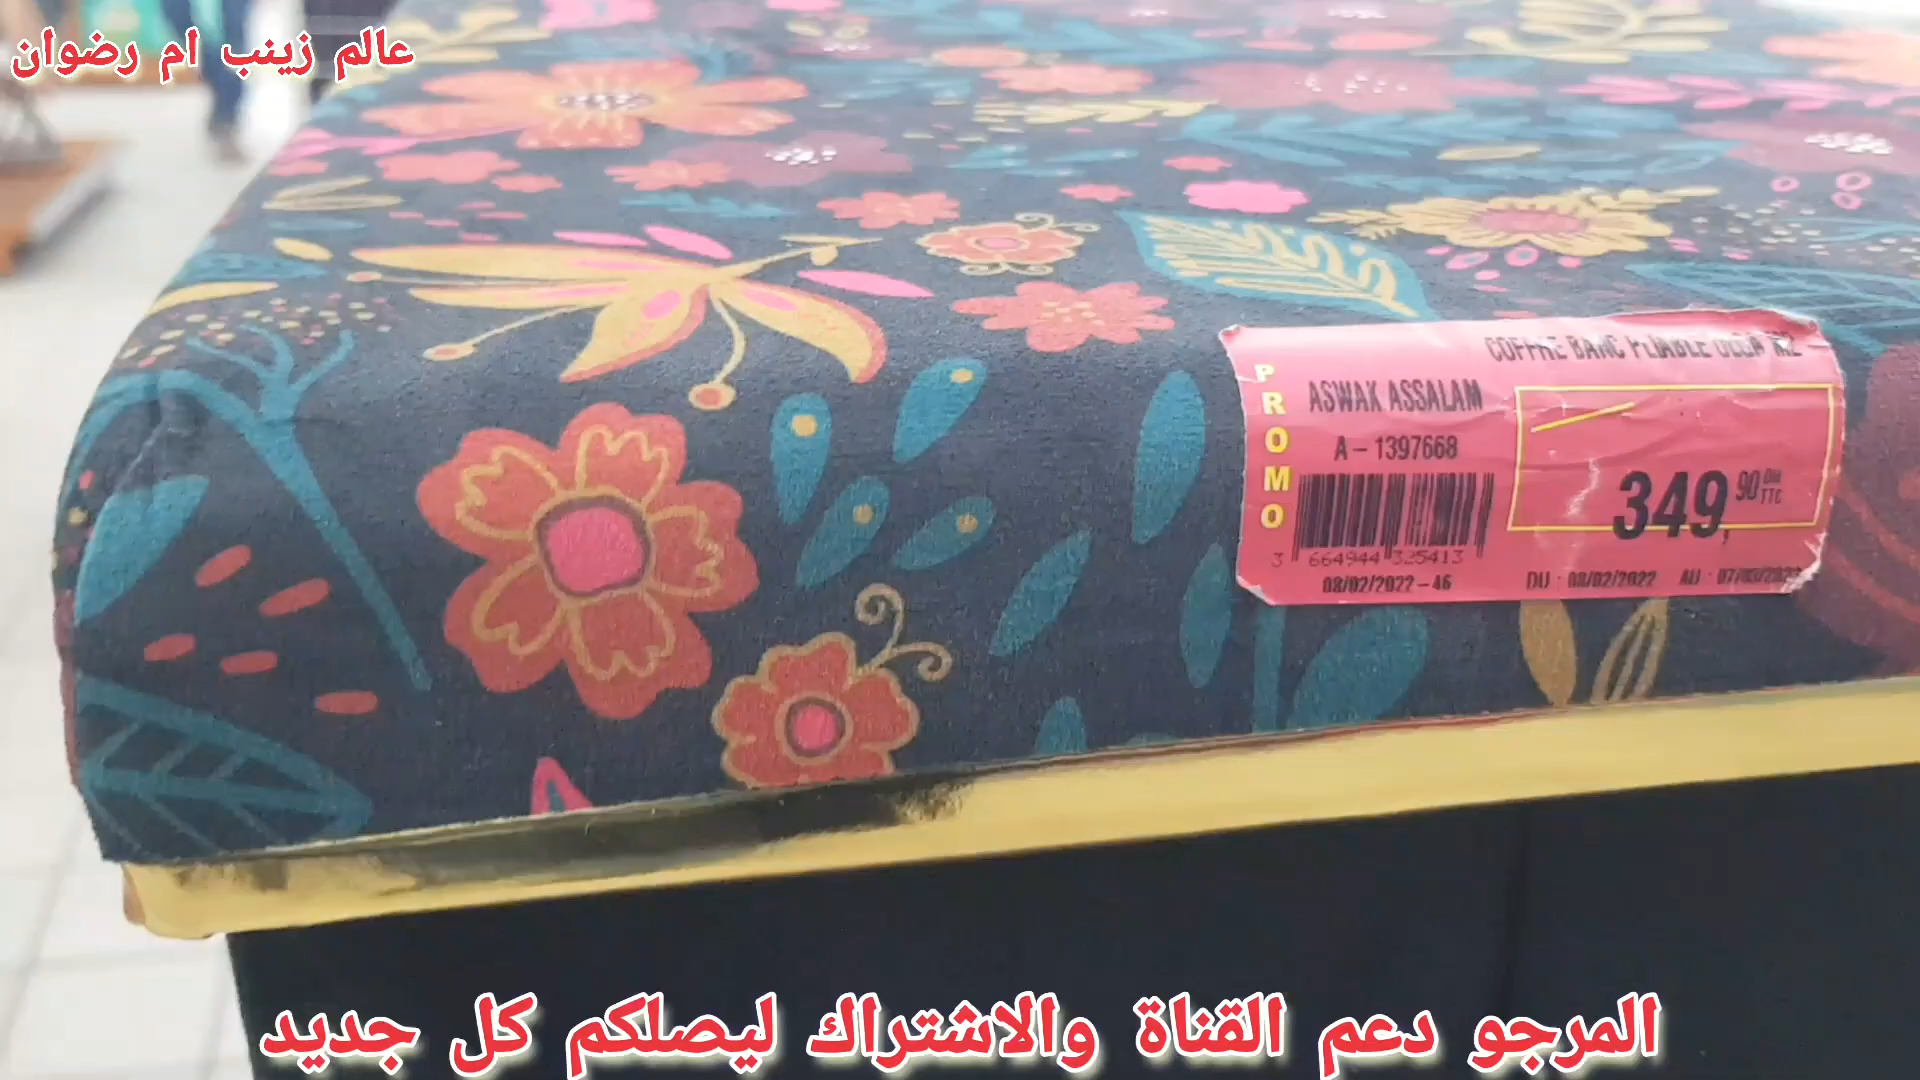 عالم زينب ام رضوان
COFFRE BANC PLIABLE
PROMO
ASWAK ASSALAM
A - 1397668
349,90 DH TTC
3 664944 325413
08/02/2022 - 46
DU : 08/02/2022 AU :
المرجو دعم القناة والاشتراك ليصلكم كل جديد